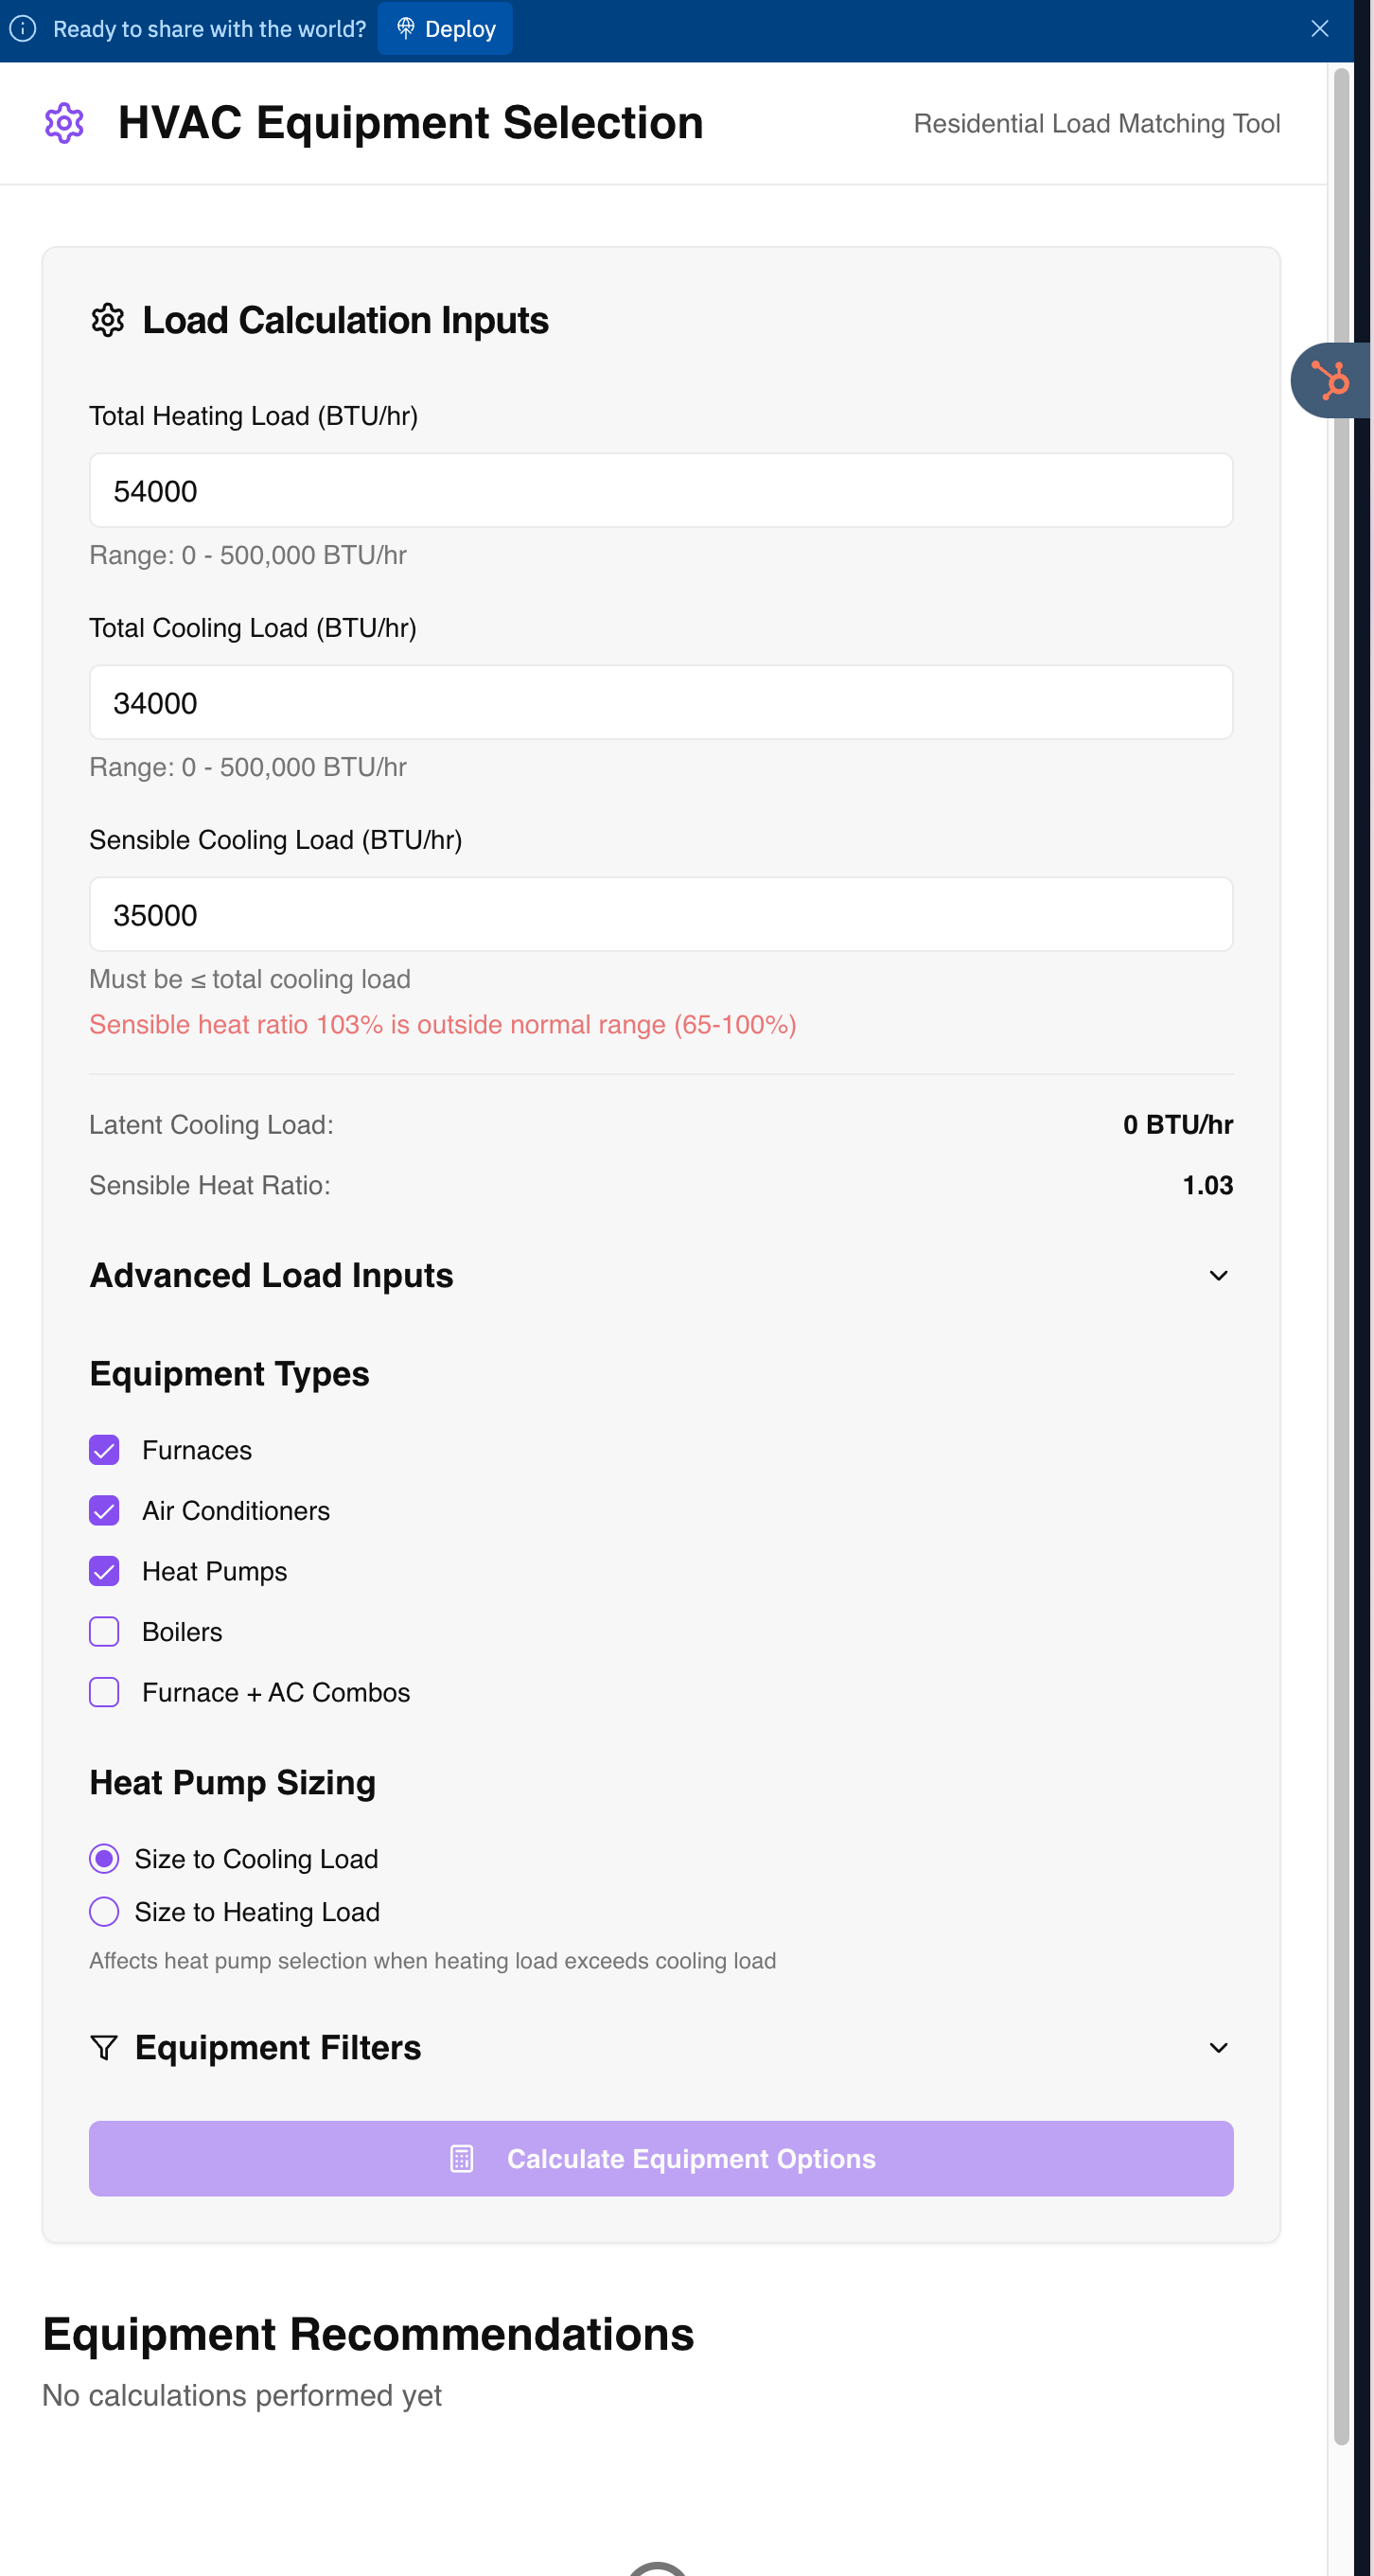 Ready to share with the world? Deploy
HVAC Equipment Selection
Residential Load Matching Tool
Load Calculation Inputs
Total Heating Load (BTU/hr)
54000
Range: 0 - 500,000 BTU/hr
Total Cooling Load (BTU/hr)
34000
Range: 0 - 500,000 BTU/hr
Sensible Cooling Load (BTU/hr)
35000
Must be ≤ total cooling load
Sensible heat ratio 103% is outside normal range (65-100%)
Latent Cooling Load: 0 BTU/hr
Sensible Heat Ratio: 1.03
Advanced Load Inputs
Equipment Types
Furnaces
Air Conditioners
Heat Pumps
Boilers
Furnace + AC Combos
Heat Pump Sizing
Size to Cooling Load
Size to Heating Load
Affects heat pump selection when heating load exceeds cooling load
Equipment Filters
Calculate Equipment Options
Equipment Recommendations
No calculations performed yet